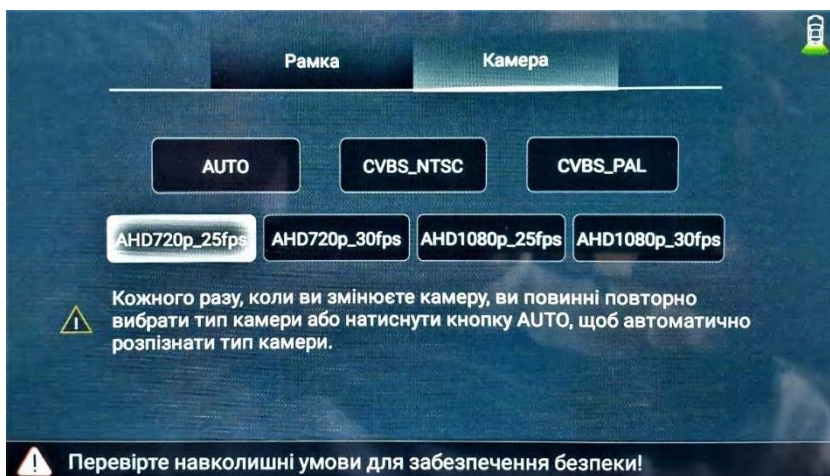 Рамка Камера
AUTO CVBS_NTSC CVBS_PAL
AHD720p_25fps AHD720p_30fps AHD1080p_25fps AHD1080p_30fps
Кожного разу, коли ви змінюєте камеру, ви повинні повторно
вибрати тип камери або натиснути кнопку AUTO, щоб автоматично
розпізнати тип камери.
Перевірте навколишні умови для забезпечення безпеки!